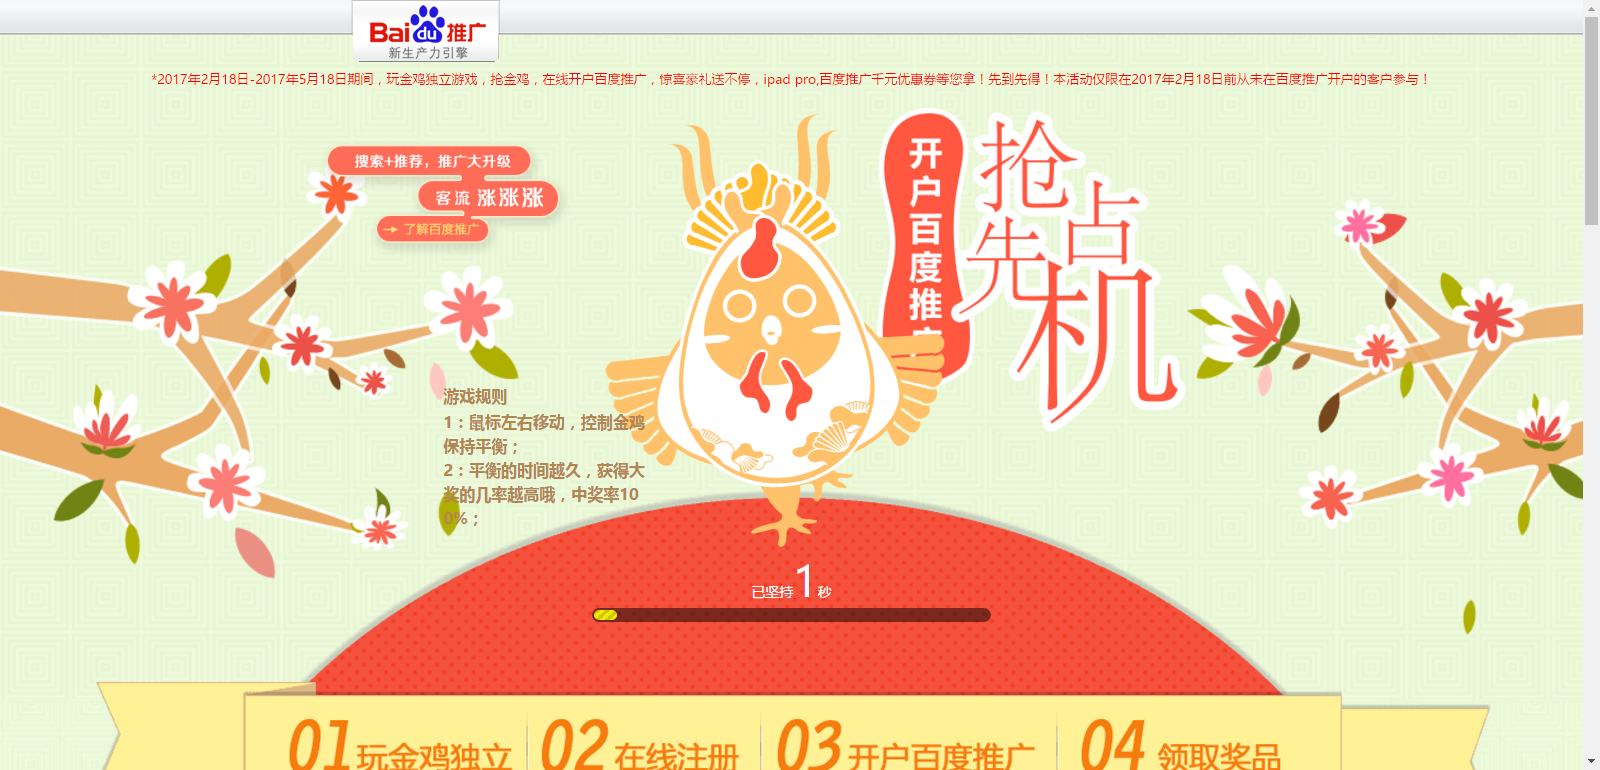 Bai du 推广
新生产力引擎
*2017年2月18日-2017年5月18日期间，玩金鸡独立游戏，抢金鸡，在线开户百度推广，惊喜豪礼送不停，ipad pro,百度推广千元优惠券等您拿！先到先得！本活动仅限在2017年2月18日前从未在百度推广开户的客户参与！
搜索+推荐，推广大升级
客流 涨涨涨
了解百度推广
开户百度推
抢占先机
游戏规则
1：鼠标左右移动，控制金鸡
保持平衡；
2：平衡的时间越久，获得大
奖的几率越高哦，中奖率10
0%；
已坚持 1 秒
01 玩金鸡独立
02 在线注册
03 开户百度推广
04 领取奖品